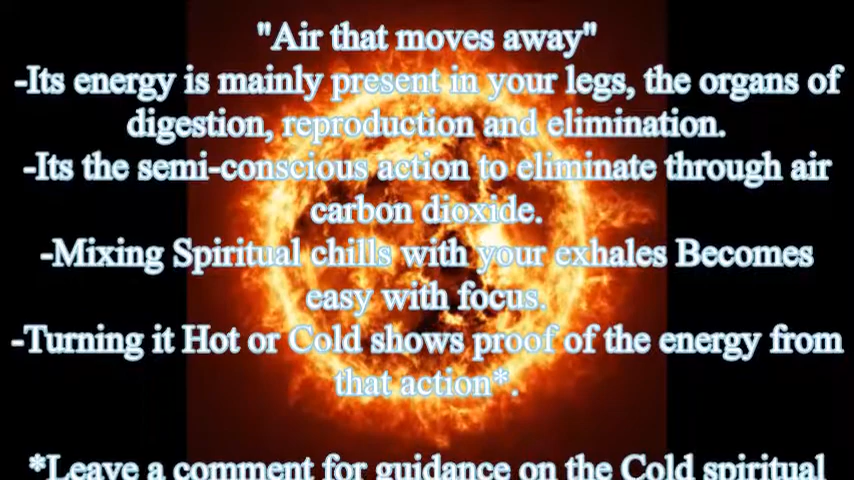 "Air that moves away"
-Its energy is mainly present in your legs, the organs of
digestion, reproduction and elimination.
-Its the semi-conscious action to eliminate through air
carbon dioxide.
-Mixing Spiritual chills with your exhales Becomes
easy with focus.
-Turning it Hot or Cold shows proof of the energy from
that action*.
*Leave a comment for guidance on the Cold spiritual